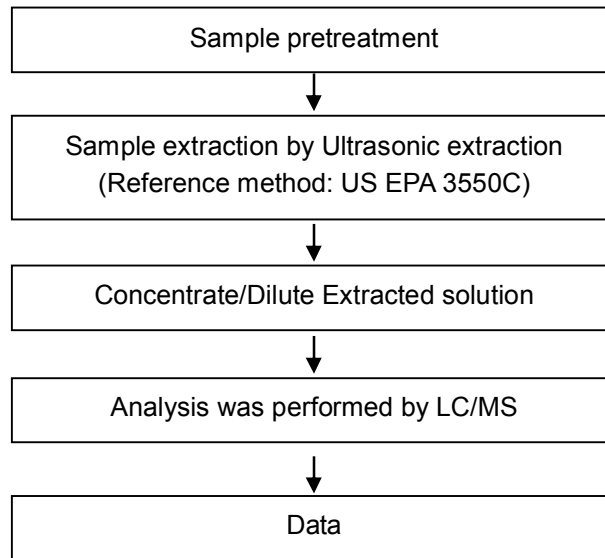 Sample pretreatment
Sample extraction by Ultrasonic extraction
(Reference method: US EPA 3550C)
Concentrate/Dilute Extracted solution
Analysis was performed by LC/MS
Data